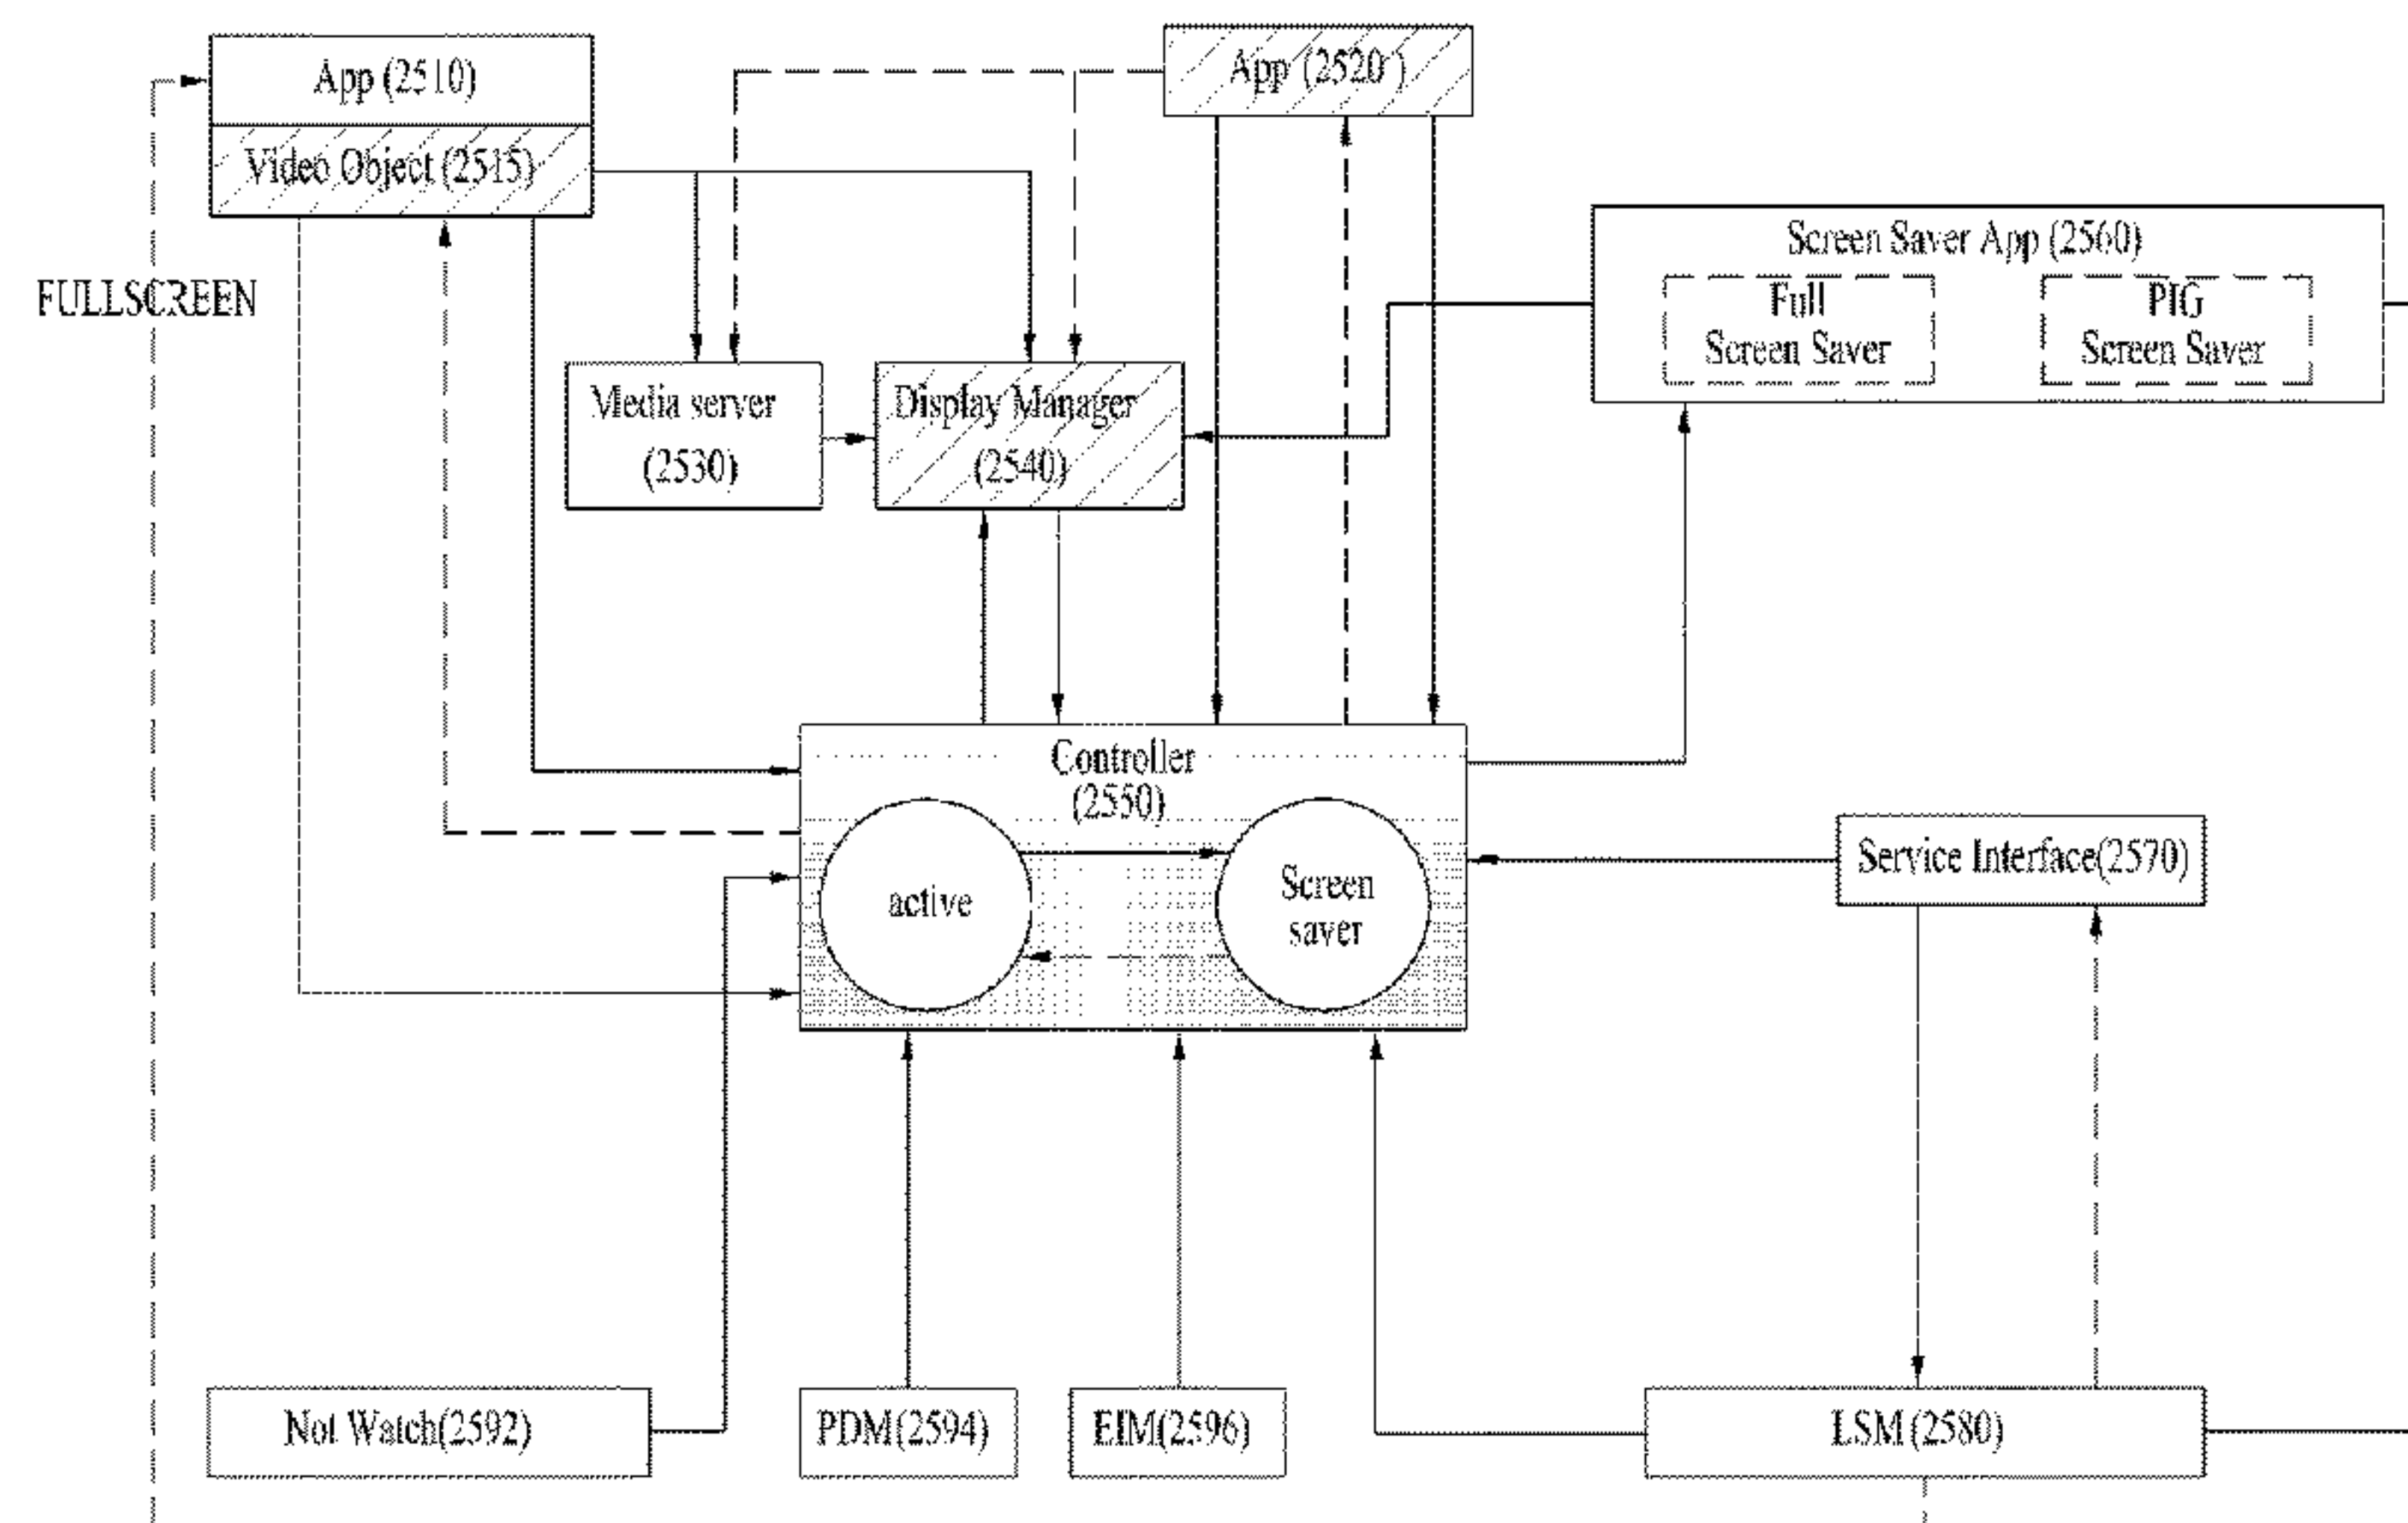 App (2510)
Video Object (2515)
App (2520)
FULLSCREEN
Screen Saver App (2560)
Full
Screen Saver
PIG
Screen Saver
Media server
(2530)
Display Manager
(2540)
Controller
(2550)
active
Screen
saver
Service Interface(2570)
Not Watch(2592)
PDM(2594)
EIM(2596)
LSM(2580)